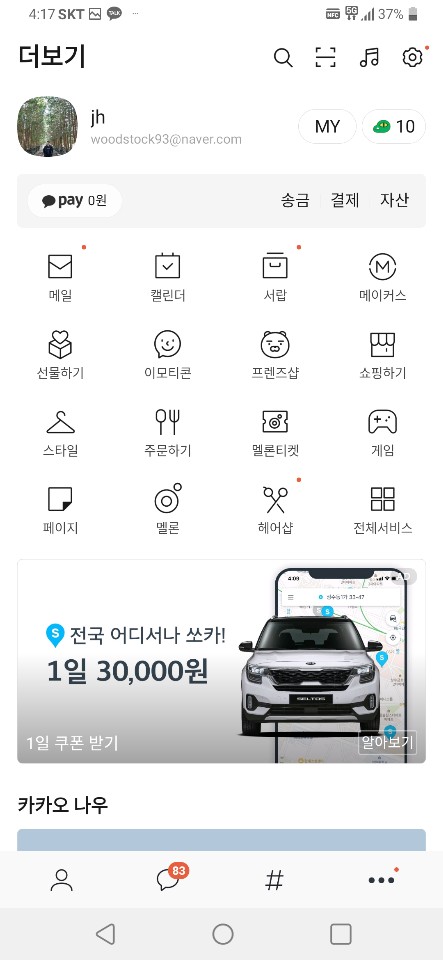 4:17 SKT TALK ··· NFC 5G 37%
더보기
jh
woodstock93@naver.com
MY
10
pay 0원
송금 결제 자산
메일 캘린더 서랍 메이커스
선물하기 이모티콘 프렌즈샵 쇼핑하기
스타일 주문하기 멜론티켓 게임
페이지 멜론 헤어샵 전체서비스
4:09
S 전국 어디서나 쏘카!
1일 30,000원
SELTOS
1일 쿠폰 받기
알아보기
카카오 나우
83
#